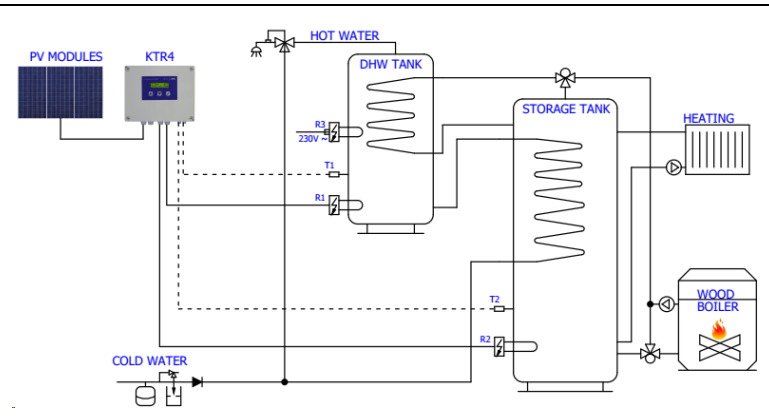 HOT WATER
PV MODULES
KTR4
DHW TANK
STORAGE TANK
HEATING
R3
230V ~
T1
R1
T2
WOOD
BOILER
R2
COLD WATER